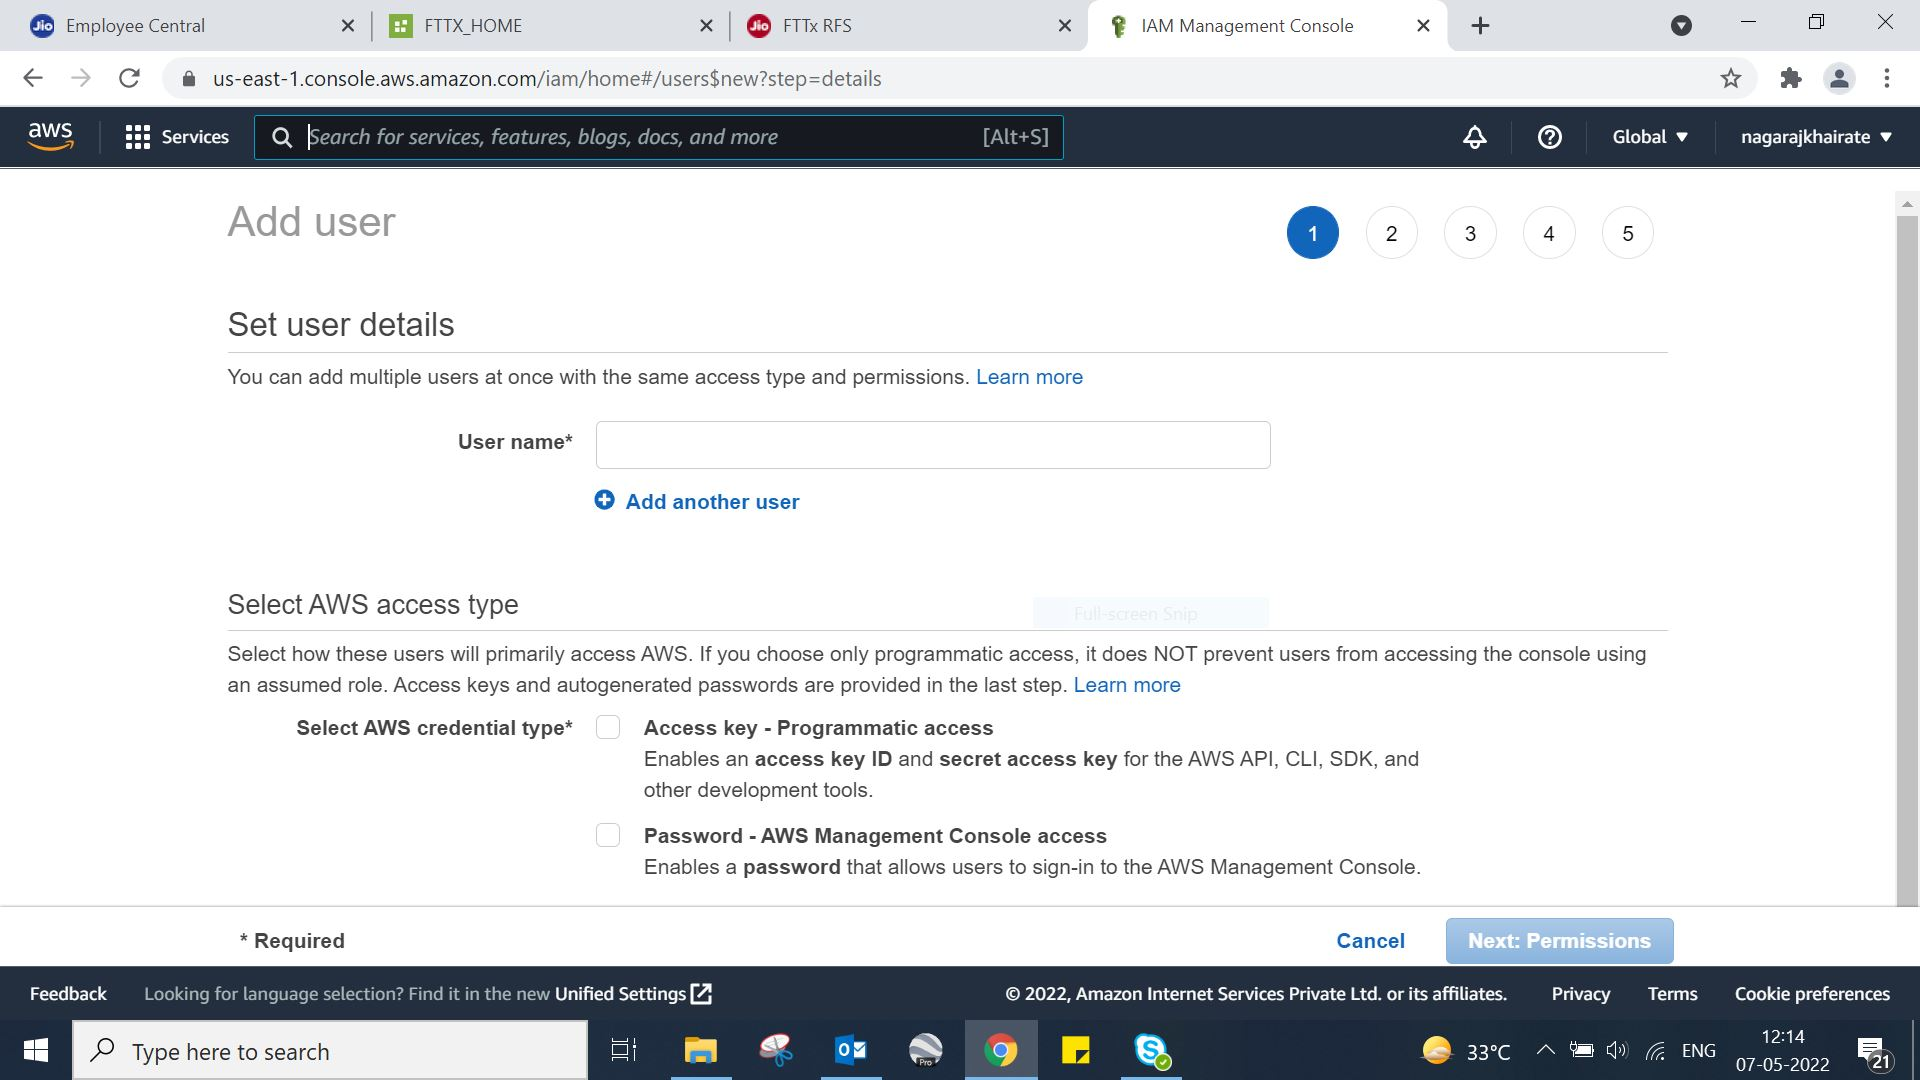 Employee Central
FTTX_HOME
FTTx RFS
IAM Management Console
us-east-1.console.aws.amazon.com/iam/home#/users$new?step=details
aws
Services
Search for services, features, blogs, docs, and more
[Alt+S]
Global
nagarajkhairate
Add user
1 2 3 4 5
Set user details
You can add multiple users at once with the same access type and permissions. Learn more
User name*
Add another user
Select AWS access type
Full-screen Snip
Select how these users will primarily access AWS. If you choose only programmatic access, it does NOT prevent users from accessing the console using
an assumed role. Access keys and autogenerated passwords are provided in the last step. Learn more
Select AWS credential type*
Access key - Programmatic access
Enables an access key ID and secret access key for the AWS API, CLI, SDK, and
other development tools.
Password - AWS Management Console access
Enables a password that allows users to sign-in to the AWS Management Console.
* Required
Cancel
Next: Permissions
Feedback
Looking for language selection? Find it in the new Unified Settings
© 2022, Amazon Internet Services Private Ltd. or its affiliates.
Privacy
Terms
Cookie preferences
Type here to search
Pro
33°C
ENG
12:14
07-05-2022
21